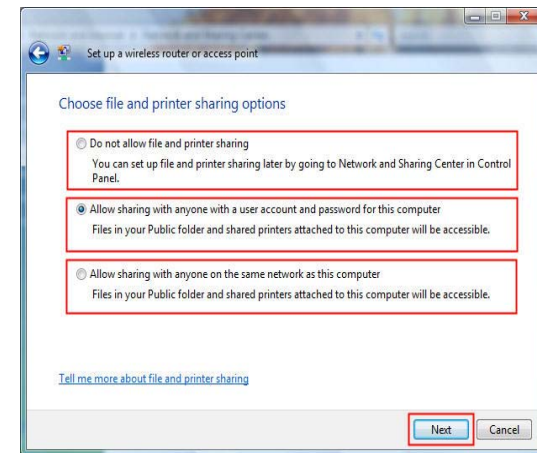 Set up a wireless router or access point
Choose file and printer sharing options
Do not allow file and printer sharing
You can set up file and printer sharing later by going to Network and Sharing Center in Control
Panel.
Allow sharing with anyone with a user account and password for this computer
Files in your Public folder and shared printers attached to this computer will be accessible.
Allow sharing with anyone on the same network as this computer
Files in your Public folder and shared printers attached to this computer will be accessible.
Tell me more about file and printer sharing
Next
Cancel